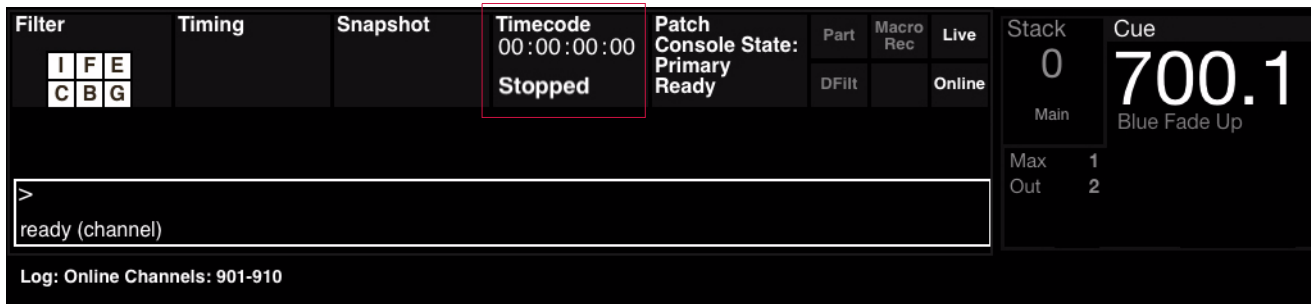 Filter
I F E
C B G
Timing
Snapshot
Timecode
00:00:00:00
Stopped
Patch
Console State:
Primary
Ready
Part
Macro
Rec
Live
DFilt
Online
Stack
0
Main
Max 1
Out 2
Cue
700.1
Blue Fade Up
>
ready (channel)
Log: Online Channels: 901-910